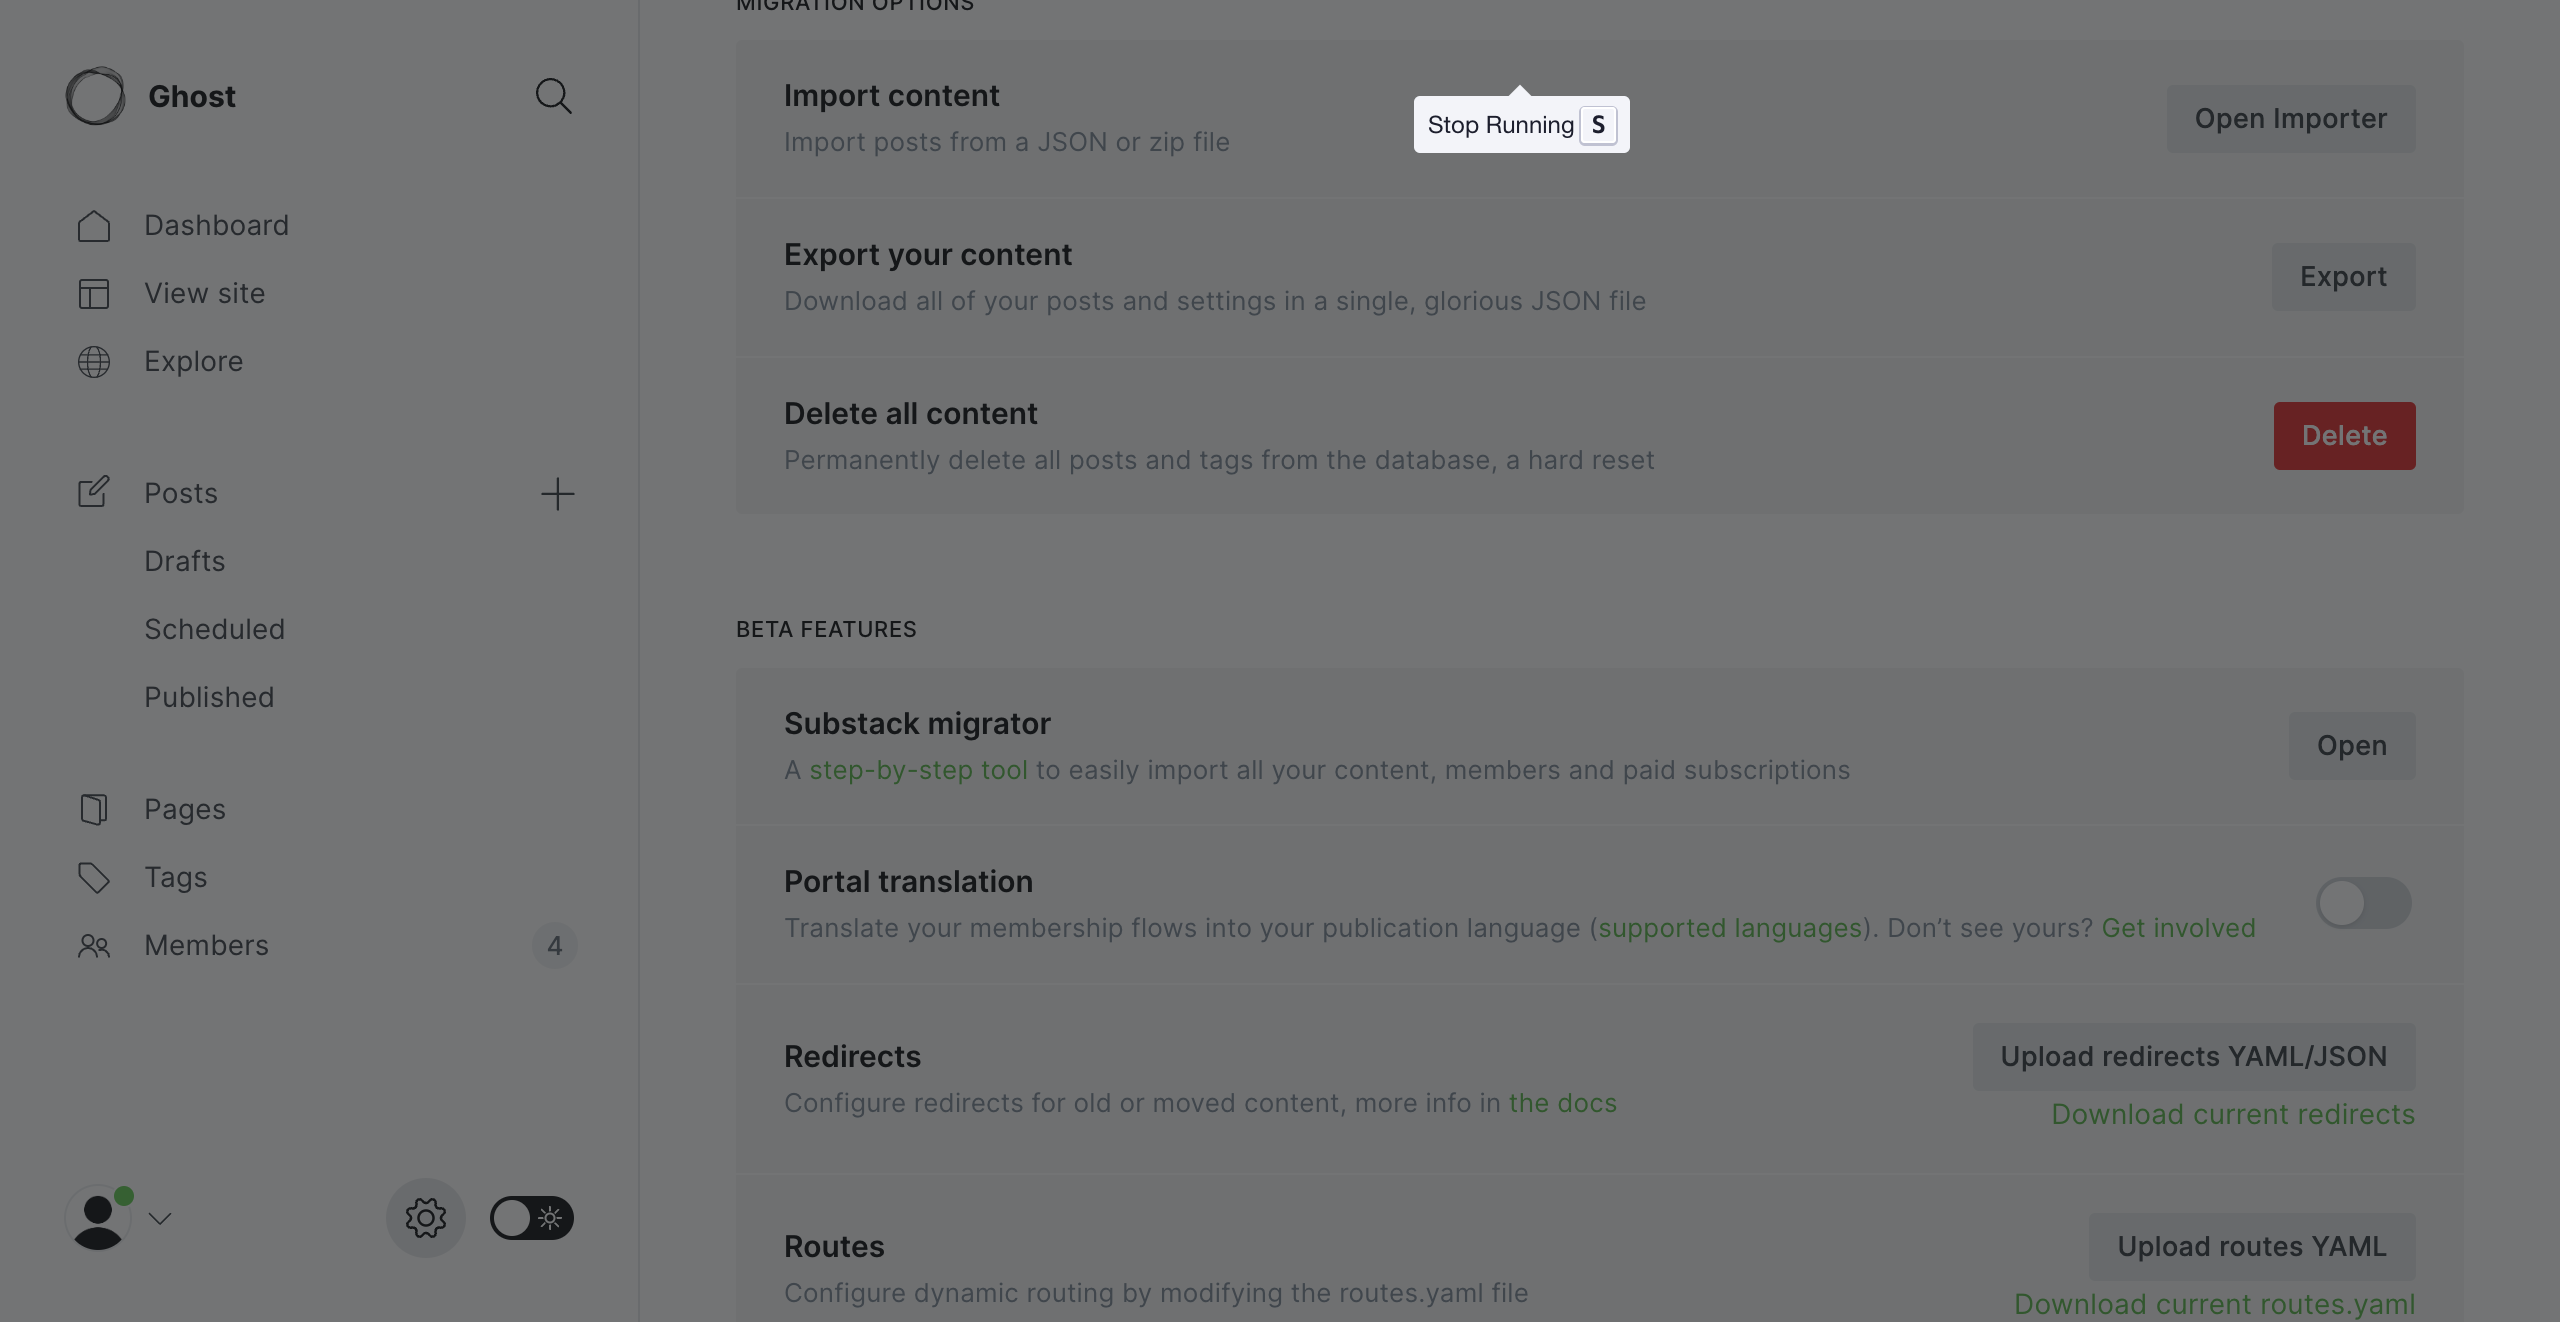 MIGRATION OPTIONS
Ghost
Dashboard
View site
Explore
Posts
Drafts
Scheduled
Published
Pages
Tags
Members
4
Import content
Import posts from a JSON or zip file
Stop Running S
Open Importer
Export your content
Download all of your posts and settings in a single, glorious JSON file
Export
Delete all content
Permanently delete all posts and tags from the database, a hard reset
Delete
BETA FEATURES
Substack migrator
A step-by-step tool to easily import all your content, members and paid subscriptions
Open
Portal translation
Translate your membership flows into your publication language (supported languages). Don’t see yours? Get involved
Redirects
Configure redirects for old or moved content, more info in the docs
Upload redirects YAML/JSON
Download current redirects
Routes
Configure dynamic routing by modifying the routes.yaml file
Upload routes YAML
Download current routes.yaml